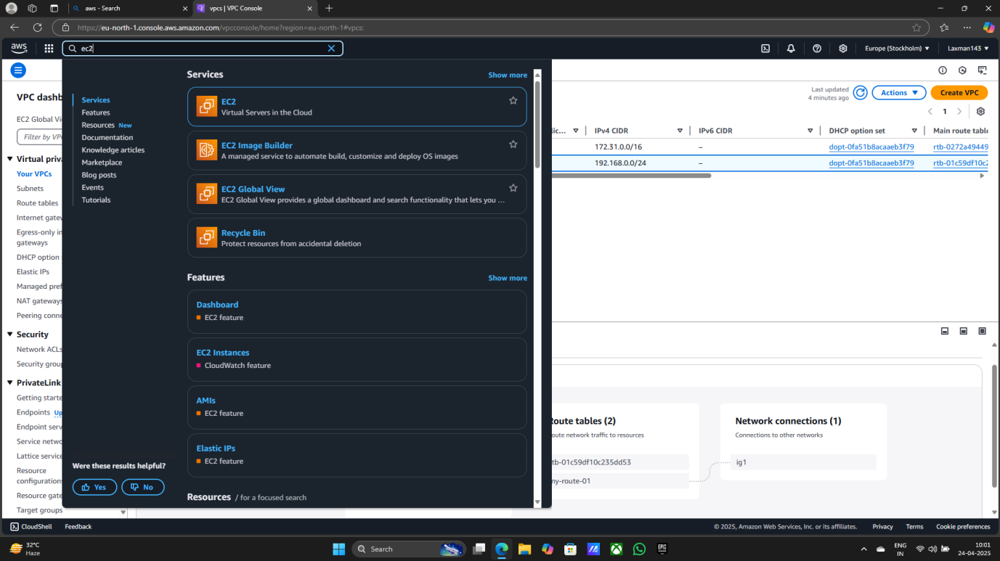 aws - Search
vpcs | VPC Console
https://eu-north-1.console.aws.amazon.com/vpcconsole/home?region=eu-north-1#vpcs:
aws
ec2
Europe (Stockholm)
Laxman143
VPC dashb
EC2 Global Vi
Filter by VP
Virtual priva
Your VPCs
Subnets
Route tables
Internet gatew
Egress-only in
gateways
DHCP option s
Elastic IPs
Managed pref
NAT gateways
Peering conne
Security
Network ACLs
Security group
PrivateLink
Getting starte
Endpoints Up
Endpoint serv
Service netwo
Lattice service
Resource
configurations
Resource gate
Target groups
Services
Features
Resources New
Documentation
Knowledge articles
Marketplace
Blog posts
Events
Tutorials
Were these results helpful?
Yes
No
Services
Show more
EC2
Virtual Servers in the Cloud
EC2 Image Builder
A managed service to automate build, customize and deploy OS images
EC2 Global View
EC2 Global View provides a global dashboard and search functionality that lets you ...
Recycle Bin
Protect resources from accidental deletion
Features
Show more
Dashboard
EC2 feature
EC2 Instances
CloudWatch feature
AMIs
EC2 feature
Elastic IPs
EC2 feature
Resources / for a focused search
Last updated
4 minutes ago
Actions
Create VPC
1
lic... IPv4 CIDR IPv6 CIDR DHCP option set Main route table
172.31.0.0/16 – dopt-0fa51b8acaaeb3f79 rtb-0272a49449
192.168.0.0/24 – dopt-0fa51b8acaaeb3f79 rtb-01c59df10c2
Route tables (2)
oute network traffic to resources
tb-01c59df10c235dd53
my-route-01
Network connections (1)
Connections to other networks
ig1
CloudShell
Feedback
© 2025, Amazon Web Services, Inc. or its affiliates.
Privacy
Terms
Cookie preferences
32°C
Haze
Search
EPIC
GAMES
ENG
IN
10:01
24-04-2025